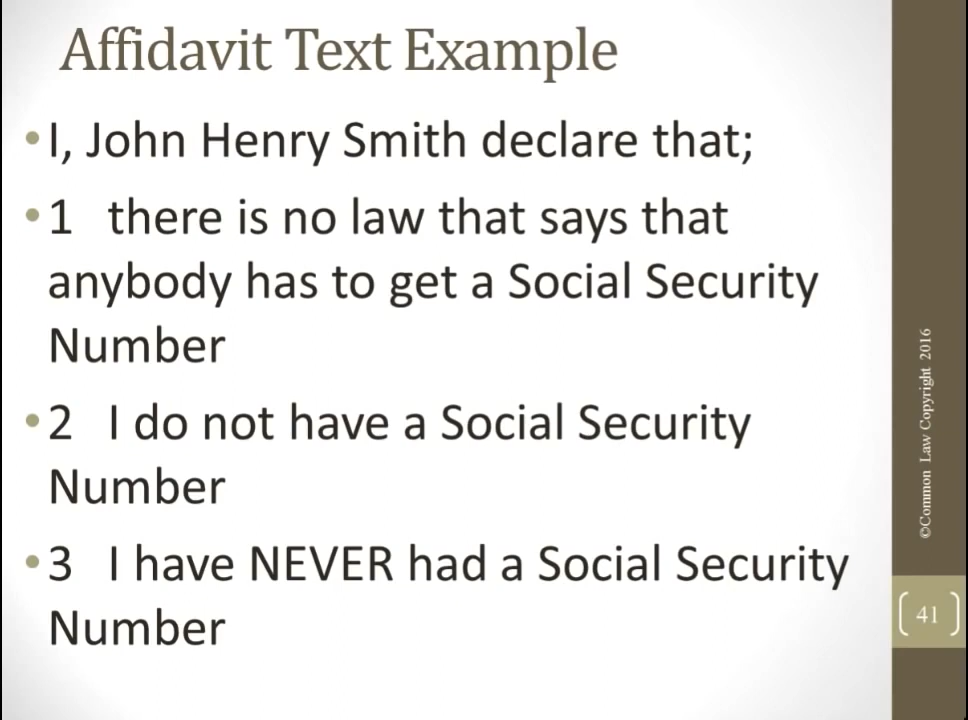 Affidavit Text Example
•I, John Henry Smith declare that;
•1 there is no law that says that
anybody has to get a Social Security
Number
•2 I do not have a Social Security
Number
•3 I have NEVER had a Social Security
Number
©Common Law Copyright 2016
41